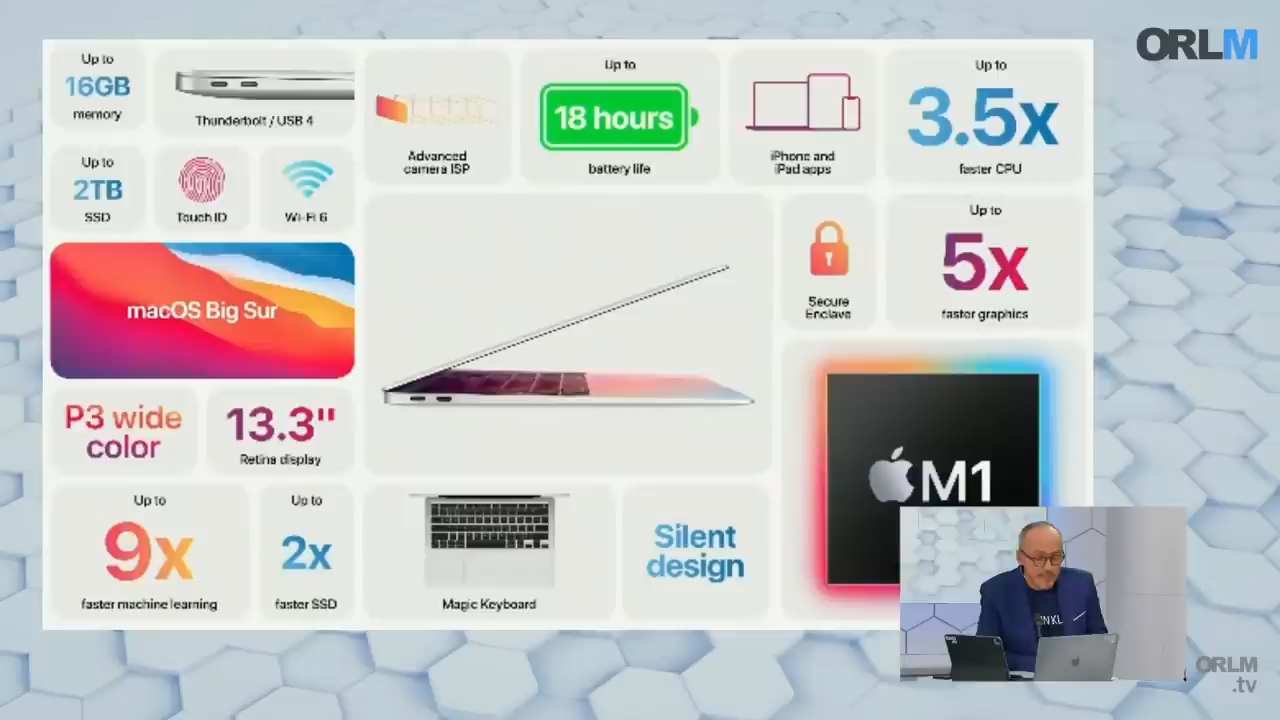 ORLM
Up to
16GB
memory
Thunderbolt / USB 4
Advanced
camera ISP
Up to
18 hours
battery life
iPhone and
iPad apps
Up to
3.5x
faster CPU
Up to
2TB
SSD
Touch ID
Wi-Fi 6
macOS Big Sur
Secure
Enclave
Up to
5x
faster graphics
P3 wide
color
13.3"
Retina display
M1
Up to
9x
faster machine learning
Up to
2x
faster SSD
Magic Keyboard
Silent
design
INKL
ORLM
.tv